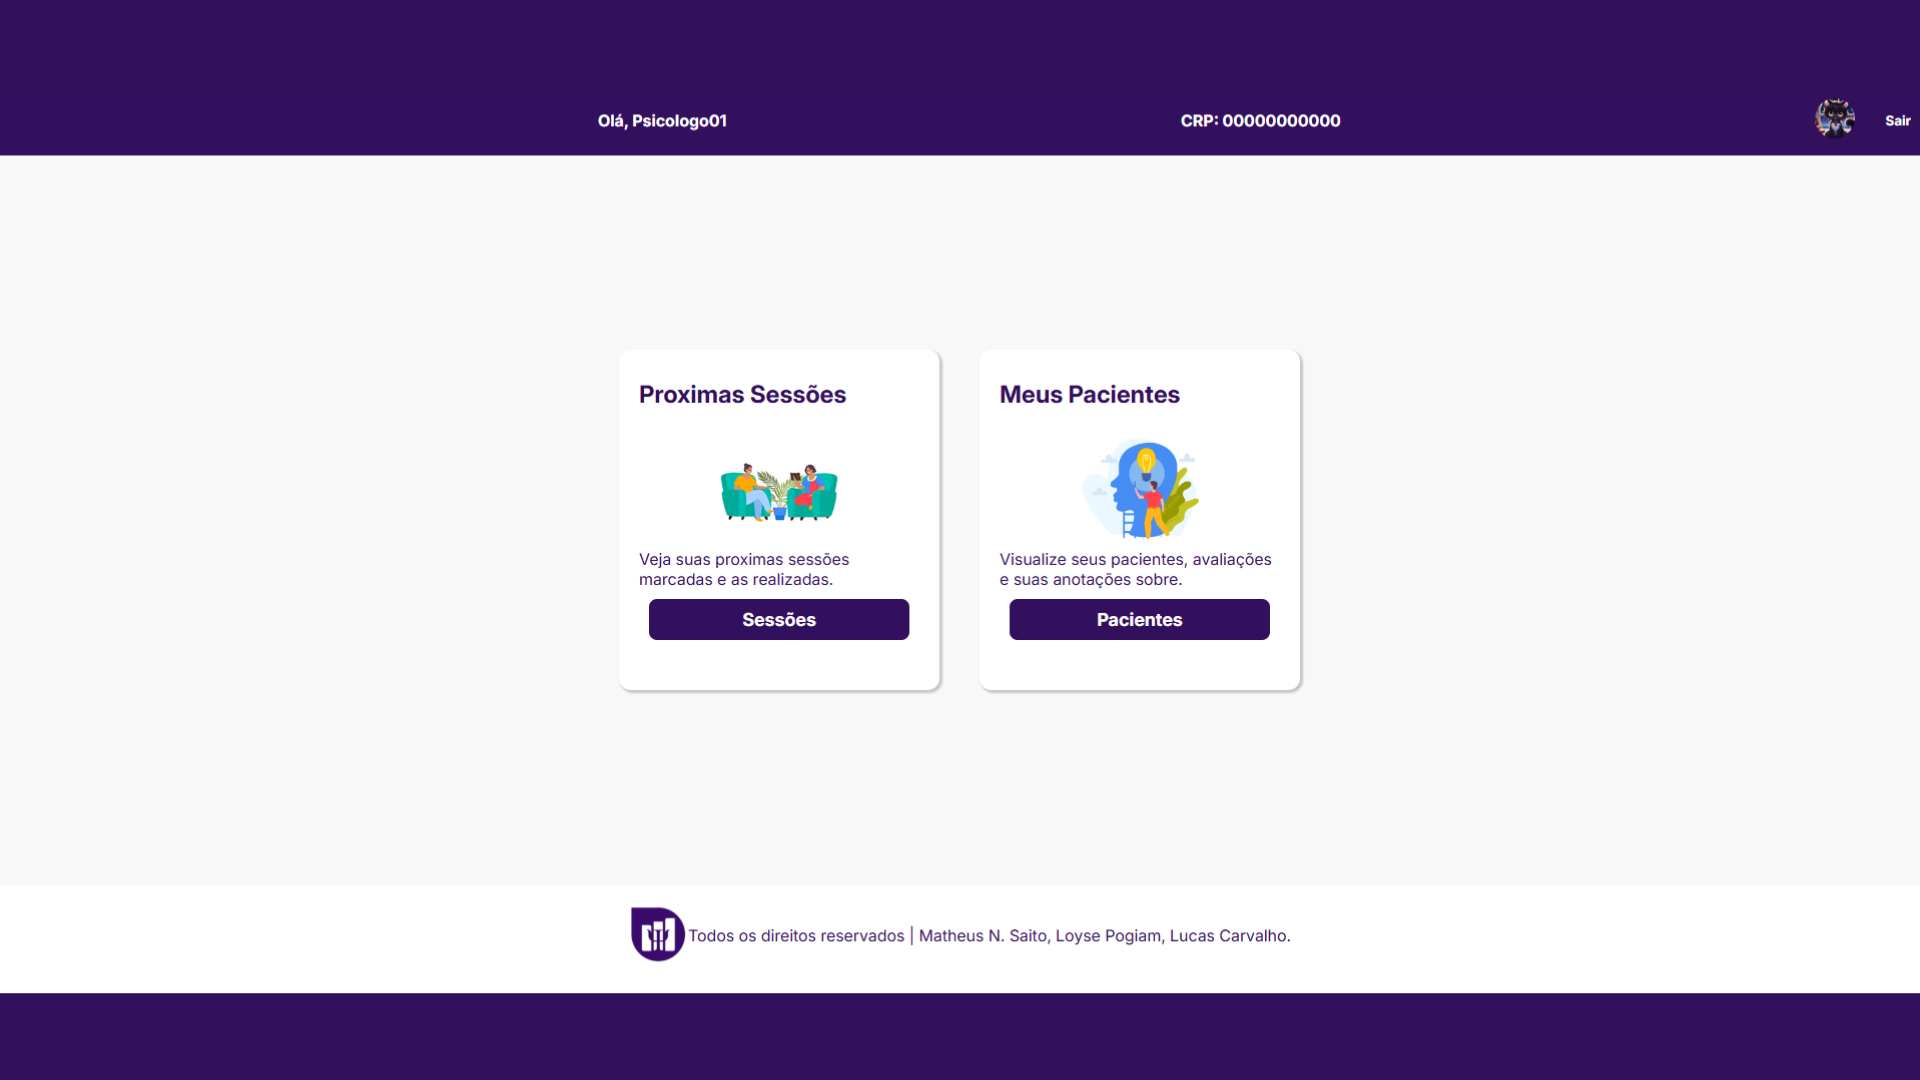 Olá, Psicologo01
CRP: 00000000000
Sair
Proximas Sessões
Veja suas proximas sessões
marcadas e as realizadas.
Sessões
Meus Pacientes
Visualize seus pacientes, avaliações
e suas anotações sobre.
Pacientes
Todos os direitos reservados | Matheus N. Saito, Loyse Pogiam, Lucas Carvalho.